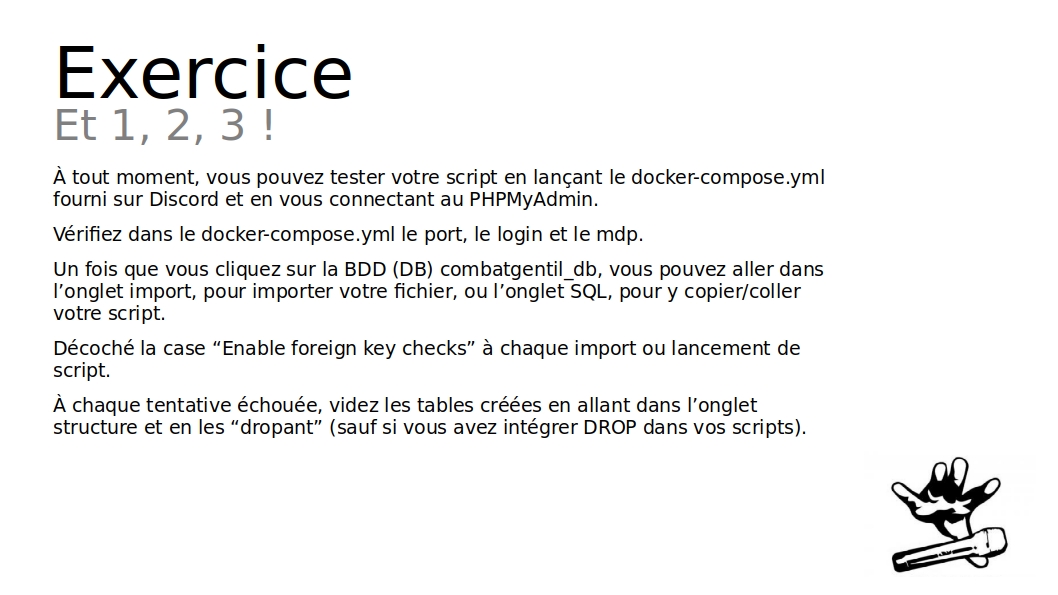 Exercice
Et 1, 2, 3 !
À tout moment, vous pouvez tester votre script en lançant le docker-compose.yml
fourni sur Discord et en vous connectant au PHPMyAdmin.
Vérifiez dans le docker-compose.yml le port, le login et le mdp.
Un fois que vous cliquez sur la BDD (DB) combatgentil_db, vous pouvez aller dans
l’onglet import, pour importer votre fichier, ou l’onglet SQL, pour y copier/coller
votre script.
Décoché la case “Enable foreign key checks” à chaque import ou lancement de
script.
À chaque tentative échouée, videz les tables créées en allant dans l’onglet
structure et en les “dropant” (sauf si vous avez intégrer DROP dans vos scripts).